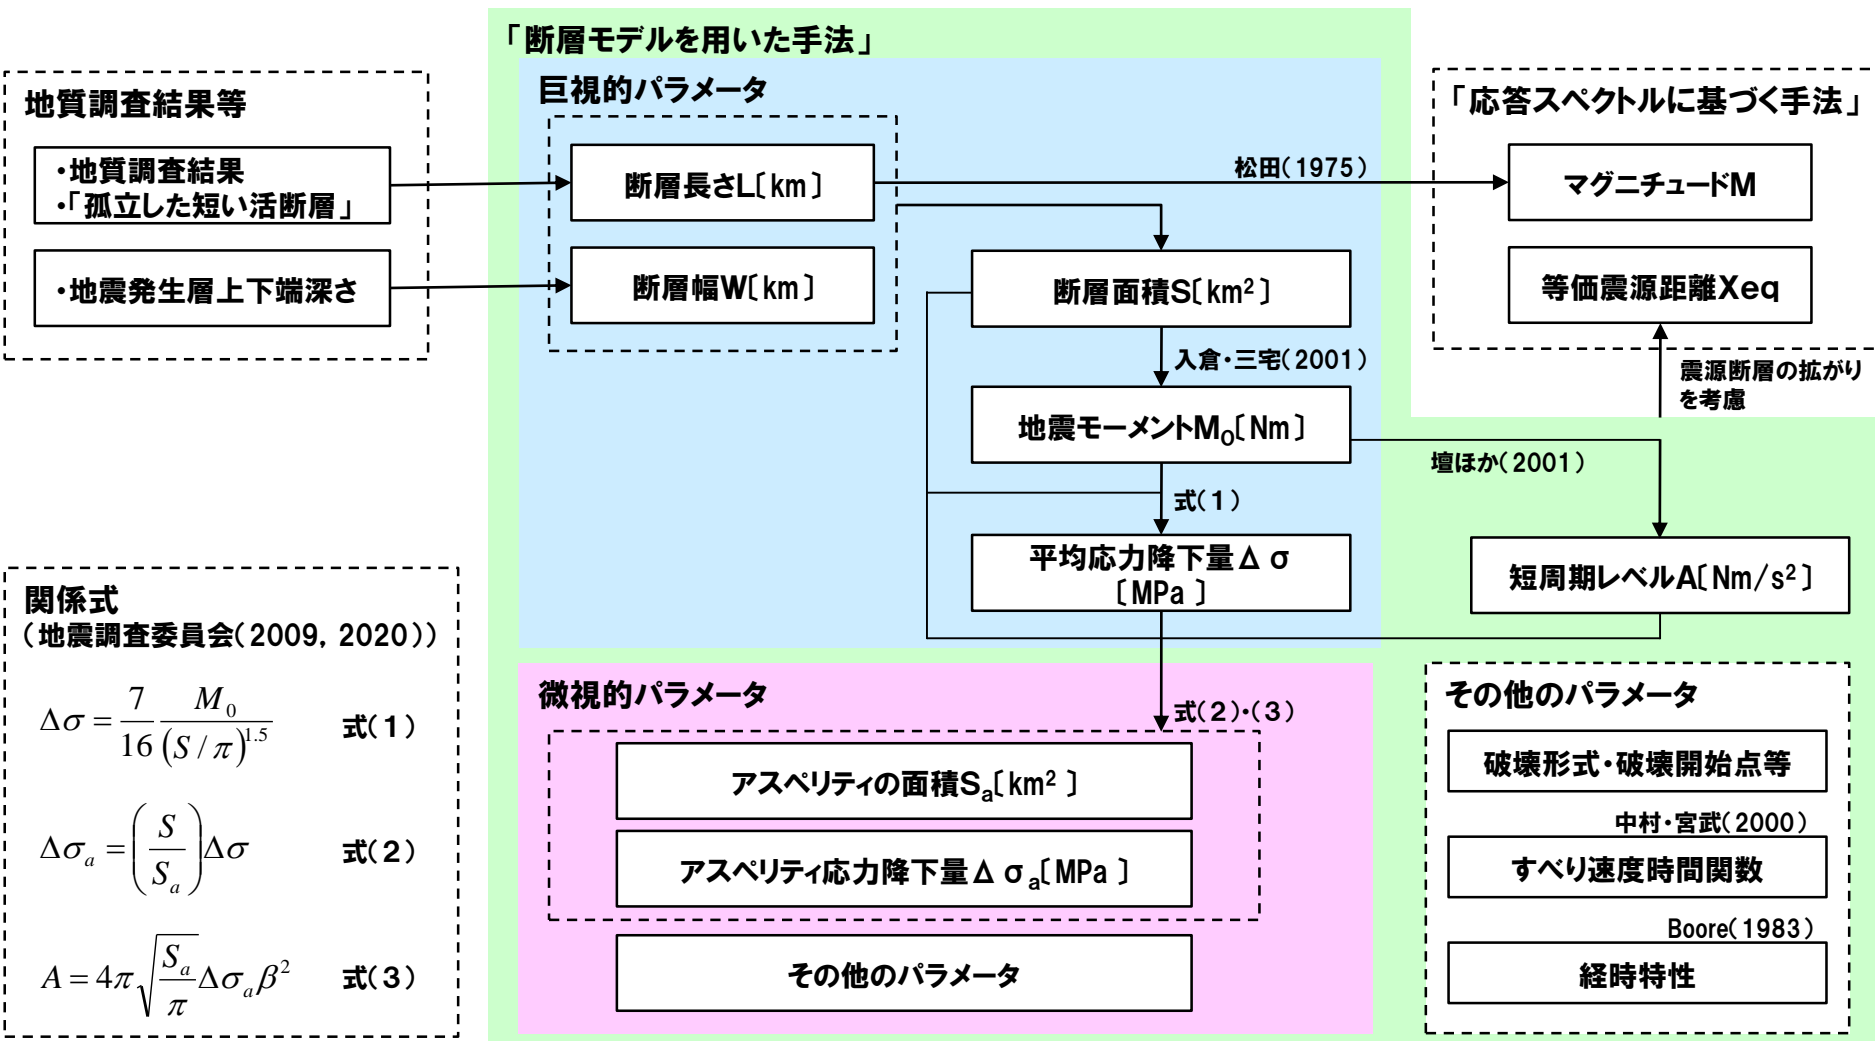 「断層モデルを用いた手法」
地質調査結果等
・地質調査結果
・「孤立した短い活断層」
・地震発生層上下端深さ
巨視的パラメータ
断層長さL〔km〕
断層幅W〔km〕
松田(1975)
断層面積S〔km²〕
入倉・三宅(2001)
地震モーメントM₀〔Nm〕
式(1)
平均応力降下量Δσ
〔MPa〕
「応答スペクトルに基づく手法」
マグニチュードM
等価震源距離Xeq
震源断層の拡がり
を考慮
壇ほか(2001)
短周期レベルA〔Nm/s²〕
関係式
(地震調査委員会(2009, 2020))
Δσ = 7/16 M₀/(S/π)^1.5 式(1)
Δσₐ = (S/Sₐ)Δσ 式(2)
A = 4π√(Sₐ/π)Δσₐβ² 式(3)
微視的パラメータ
式(2)・(3)
アスペリティの面積Sₐ〔km²〕
アスペリティ応力降下量Δσₐ〔MPa〕
その他のパラメータ
その他のパラメータ
破壊形式・破壊開始点等
中村・宮武(2000)
すべり速度時間関数
Boore(1983)
経時特性